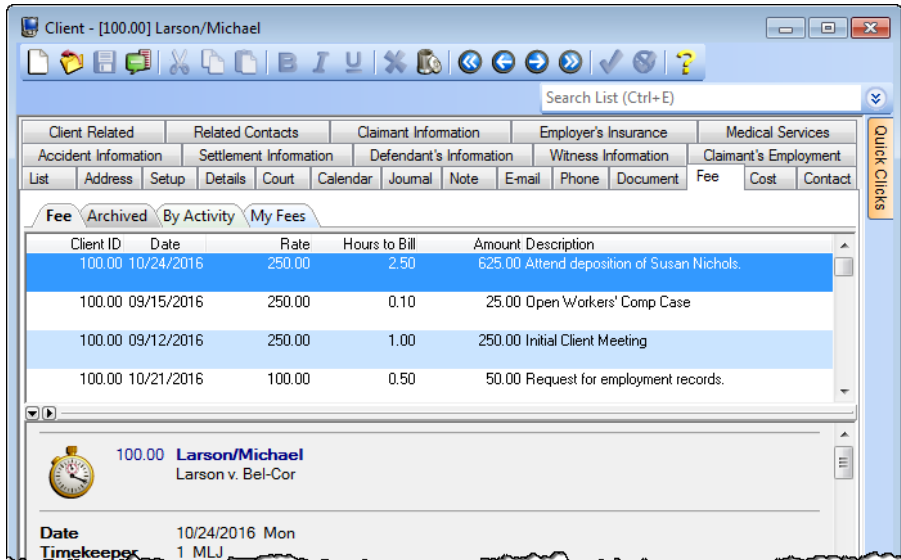 Client - [100.00] Larson/Michael
B I U ?
Search List (Ctrl+E)
Client Related Related Contacts Claimant Information Employer's Insurance Medical Services
Accident Information Settlement Information Defendant's Information Witness Information Claimant's Employment
List Address Setup Details Court Calendar Journal Note E-mail Phone Document Fee Cost Contact
Quick Clicks
Fee Archived By Activity My Fees
Client ID Date Rate Hours to Bill Amount Description
100.00 10/24/2016 250.00 2.50 625.00 Attend deposition of Susan Nichols.
100.00 09/15/2016 250.00 0.10 25.00 Open Workers' Comp Case
100.00 09/12/2016 250.00 1.00 250.00 Initial Client Meeting
100.00 10/21/2016 100.00 0.50 50.00 Request for employment records.
100.00 Larson/Michael
Larson v. Bel-Cor
Date 10/24/2016 Mon
Timekeeper 1 MLJ